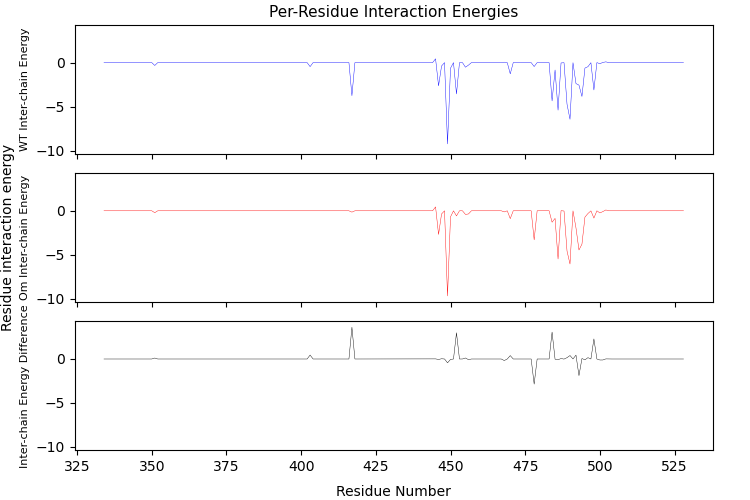 Per-Residue Interaction Energies
Residue interaction energy
WT Inter-chain Energy
0
−5
−10
Om Inter-chain Energy
0
−5
−10
Inter-chain Energy Difference
0
−5
−10
325 350 375 400 425 450 475 500 525
Residue Number